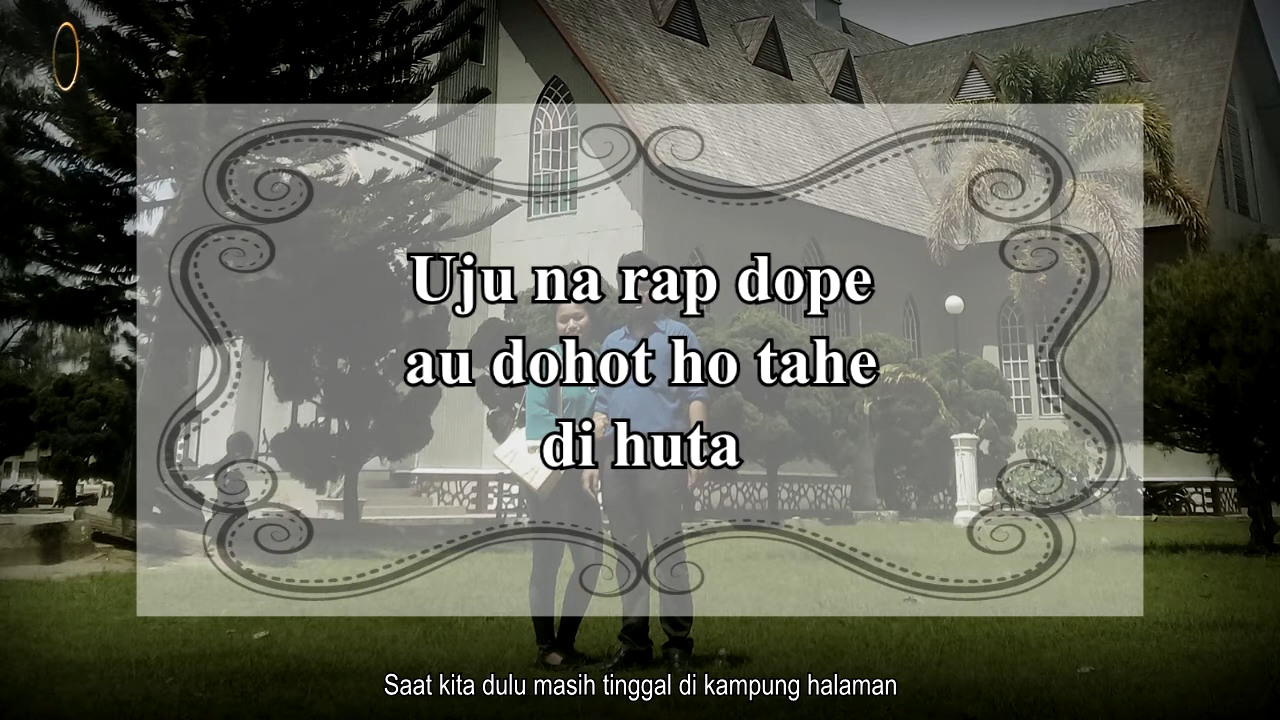 Uju na rap dope
au dohot ho tahe
di huta
Saat kita dulu masih tinggal di kampung halaman